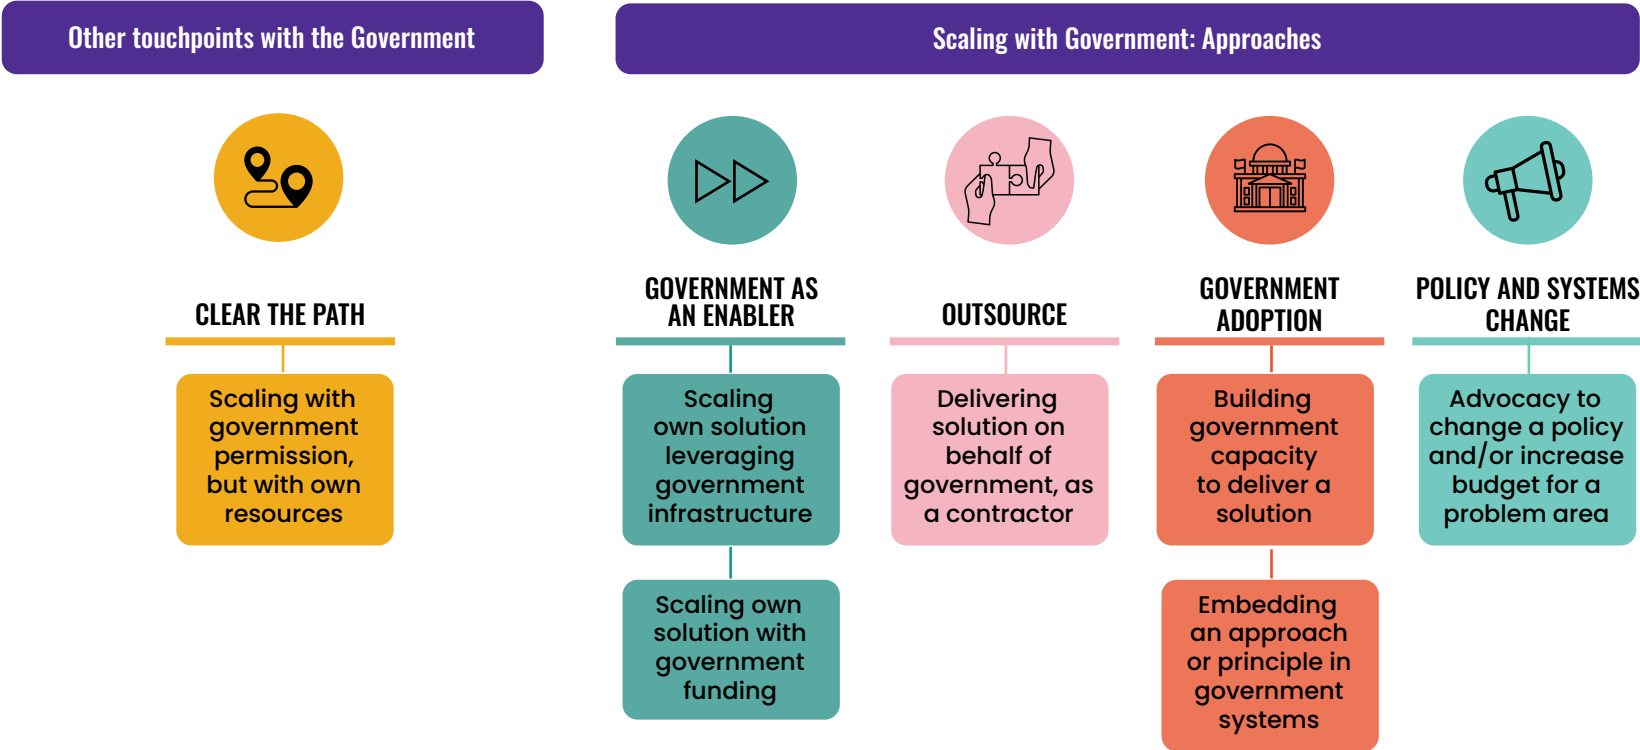 Other touchpoints with the Government
Scaling with Government: Approaches
CLEAR THE PATH
Scaling with
government
permission,
but with own
resources
GOVERNMENT AS
AN ENABLER
Scaling
own solution
leveraging
government
infrastructure
Scaling own
solution with
government
funding
OUTSOURCE
Delivering
solution on
behalf of
government, as
a contractor
GOVERNMENT
ADOPTION
Building
government
capacity
to deliver a
solution
Embedding
an approach
or principle in
government
systems
POLICY AND SYSTEMS
CHANGE
Advocacy to
change a policy
and/or increase
budget for a
problem area